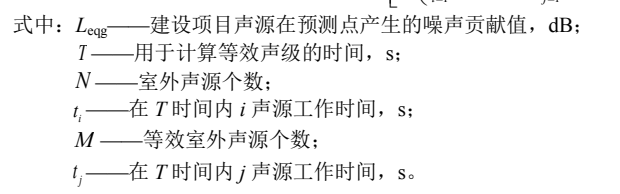 式中：Leqg——建设项目声源在预测点产生的噪声贡献值，dB；
T——用于计算等效声级的时间，s；
N——室外声源个数；
ti——在 T 时间内 i 声源工作时间，s；
M——等效室外声源个数；
tj——在 T 时间内 j 声源工作时间，s。